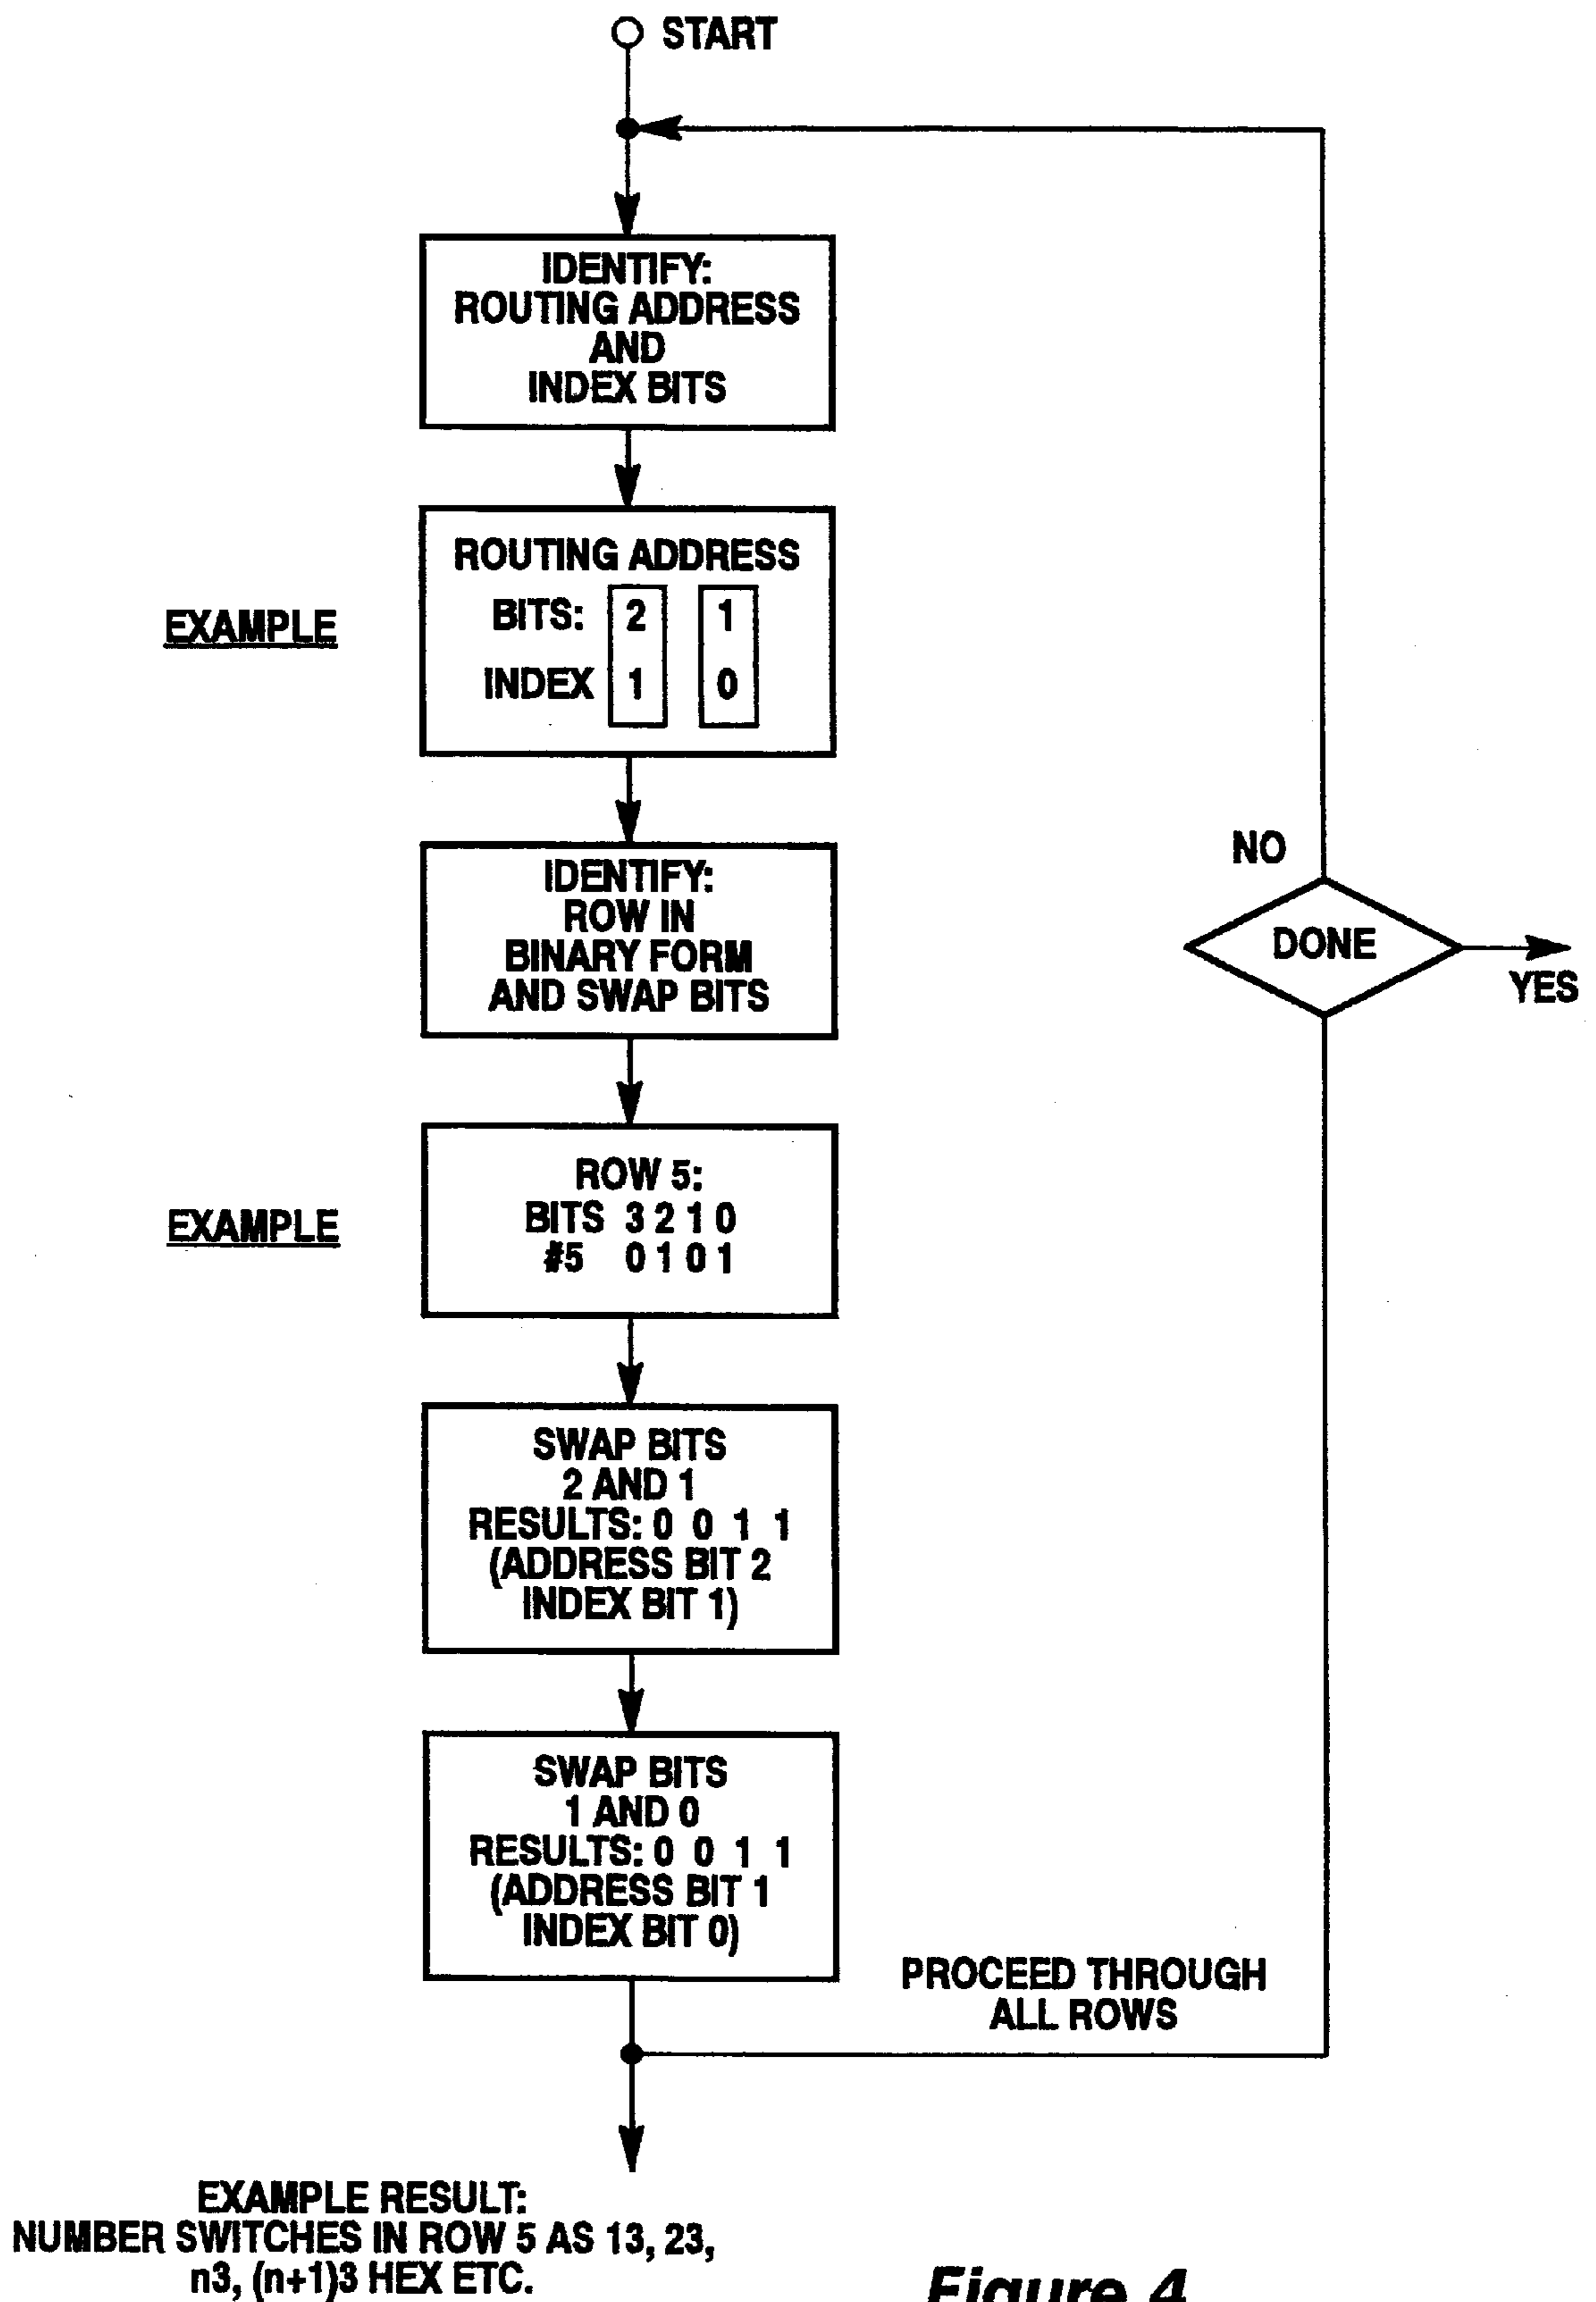 START
IDENTIFY:
ROUTING ADDRESS
AND
INDEX BITS
EXAMPLE
ROUTING ADDRESS
BITS: 2 1
INDEX 1 0
IDENTIFY:
ROW IN
BINARY FORM
AND SWAP BITS
NO
DONE
YES
EXAMPLE
ROW 5:
BITS 3 2 1 0
#5 0 1 0 1
SWAP BITS
2 AND 1
RESULTS: 0 0 1 1
(ADDRESS BIT 2
INDEX BIT 1)
SWAP BITS
1 AND 0
RESULTS: 0 0 1 1
(ADDRESS BIT 1
INDEX BIT 0)
PROCEED THROUGH
ALL ROWS
EXAMPLE RESULT:
NUMBER SWITCHES IN ROW 5 AS 13, 23,
n3, (n+1)3 HEX ETC.
Figure 4